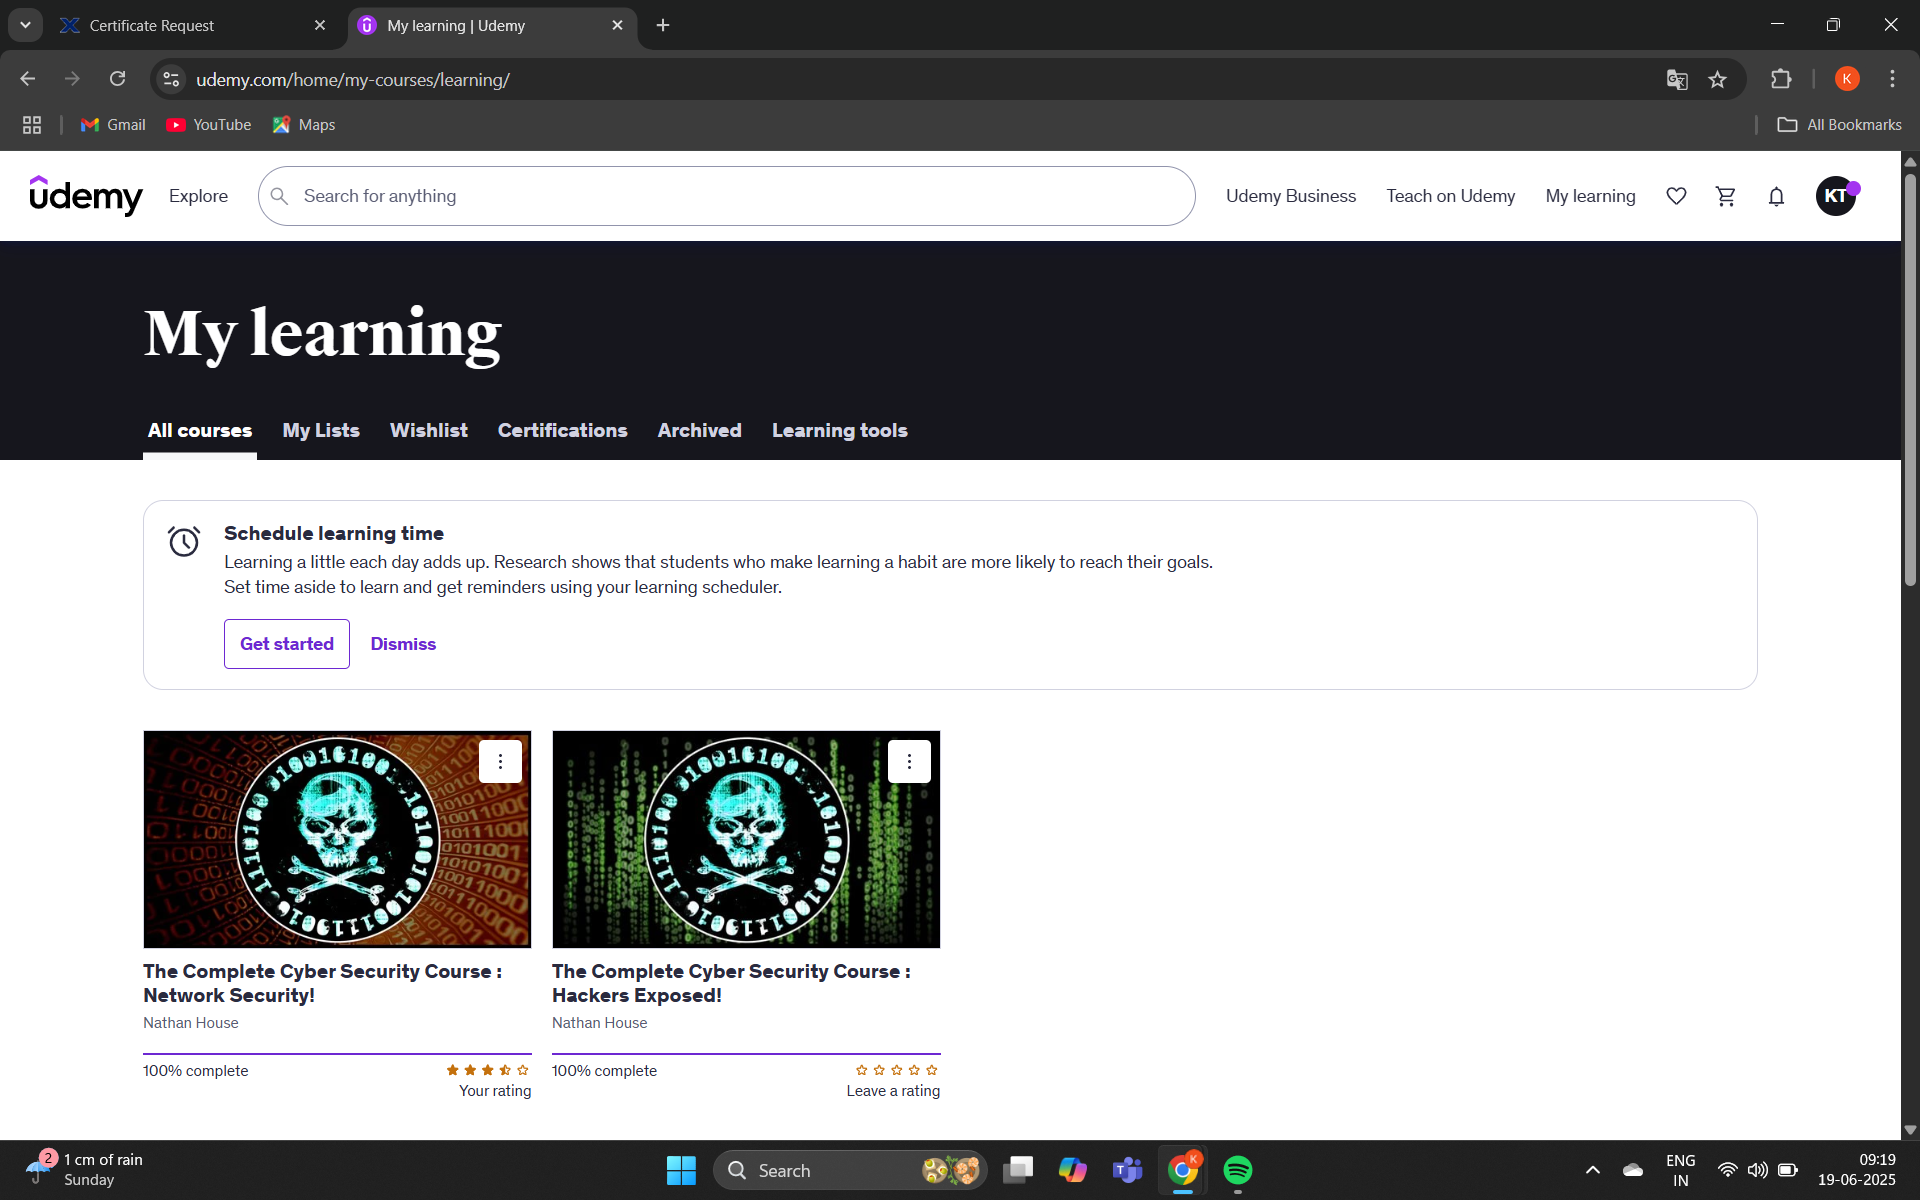 Certificate Request
My learning | Udemy
udemy.com/home/my-courses/learning/
K
Gmail
YouTube
Maps
All Bookmarks
udemy
Explore
Search for anything
Udemy Business
Teach on Udemy
My learning
KT
My learning
All courses
My Lists
Wishlist
Certifications
Archived
Learning tools
Schedule learning time
Learning a little each day adds up. Research shows that students who make learning a habit are more likely to reach their goals.
Set time aside to learn and get reminders using your learning scheduler.
Get started
Dismiss
The Complete Cyber Security Course :
Network Security!
Nathan House
100% complete
Your rating
The Complete Cyber Security Course :
Hackers Exposed!
Nathan House
100% complete
Leave a rating
2
1 cm of rain
Sunday
Search
T
K
ENG
IN
09:19
19-06-2025